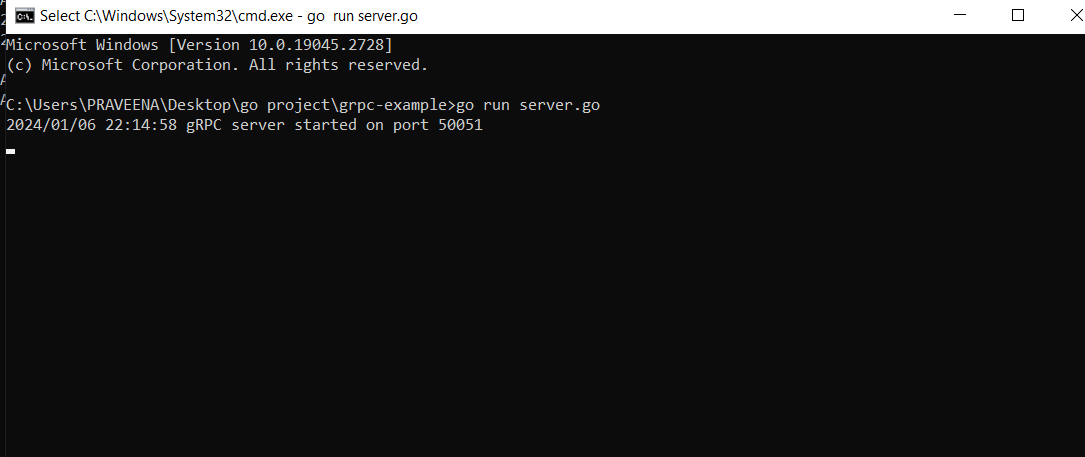 Select C:\Windows\System32\cmd.exe - go  run server.go
Microsoft Windows [Version 10.0.19045.2728]
(c) Microsoft Corporation. All rights reserved.
C:\Users\PRAVEENA\Desktop\go project\grpc-example>go run server.go
2024/01/06 22:14:58 gRPC server started on port 50051